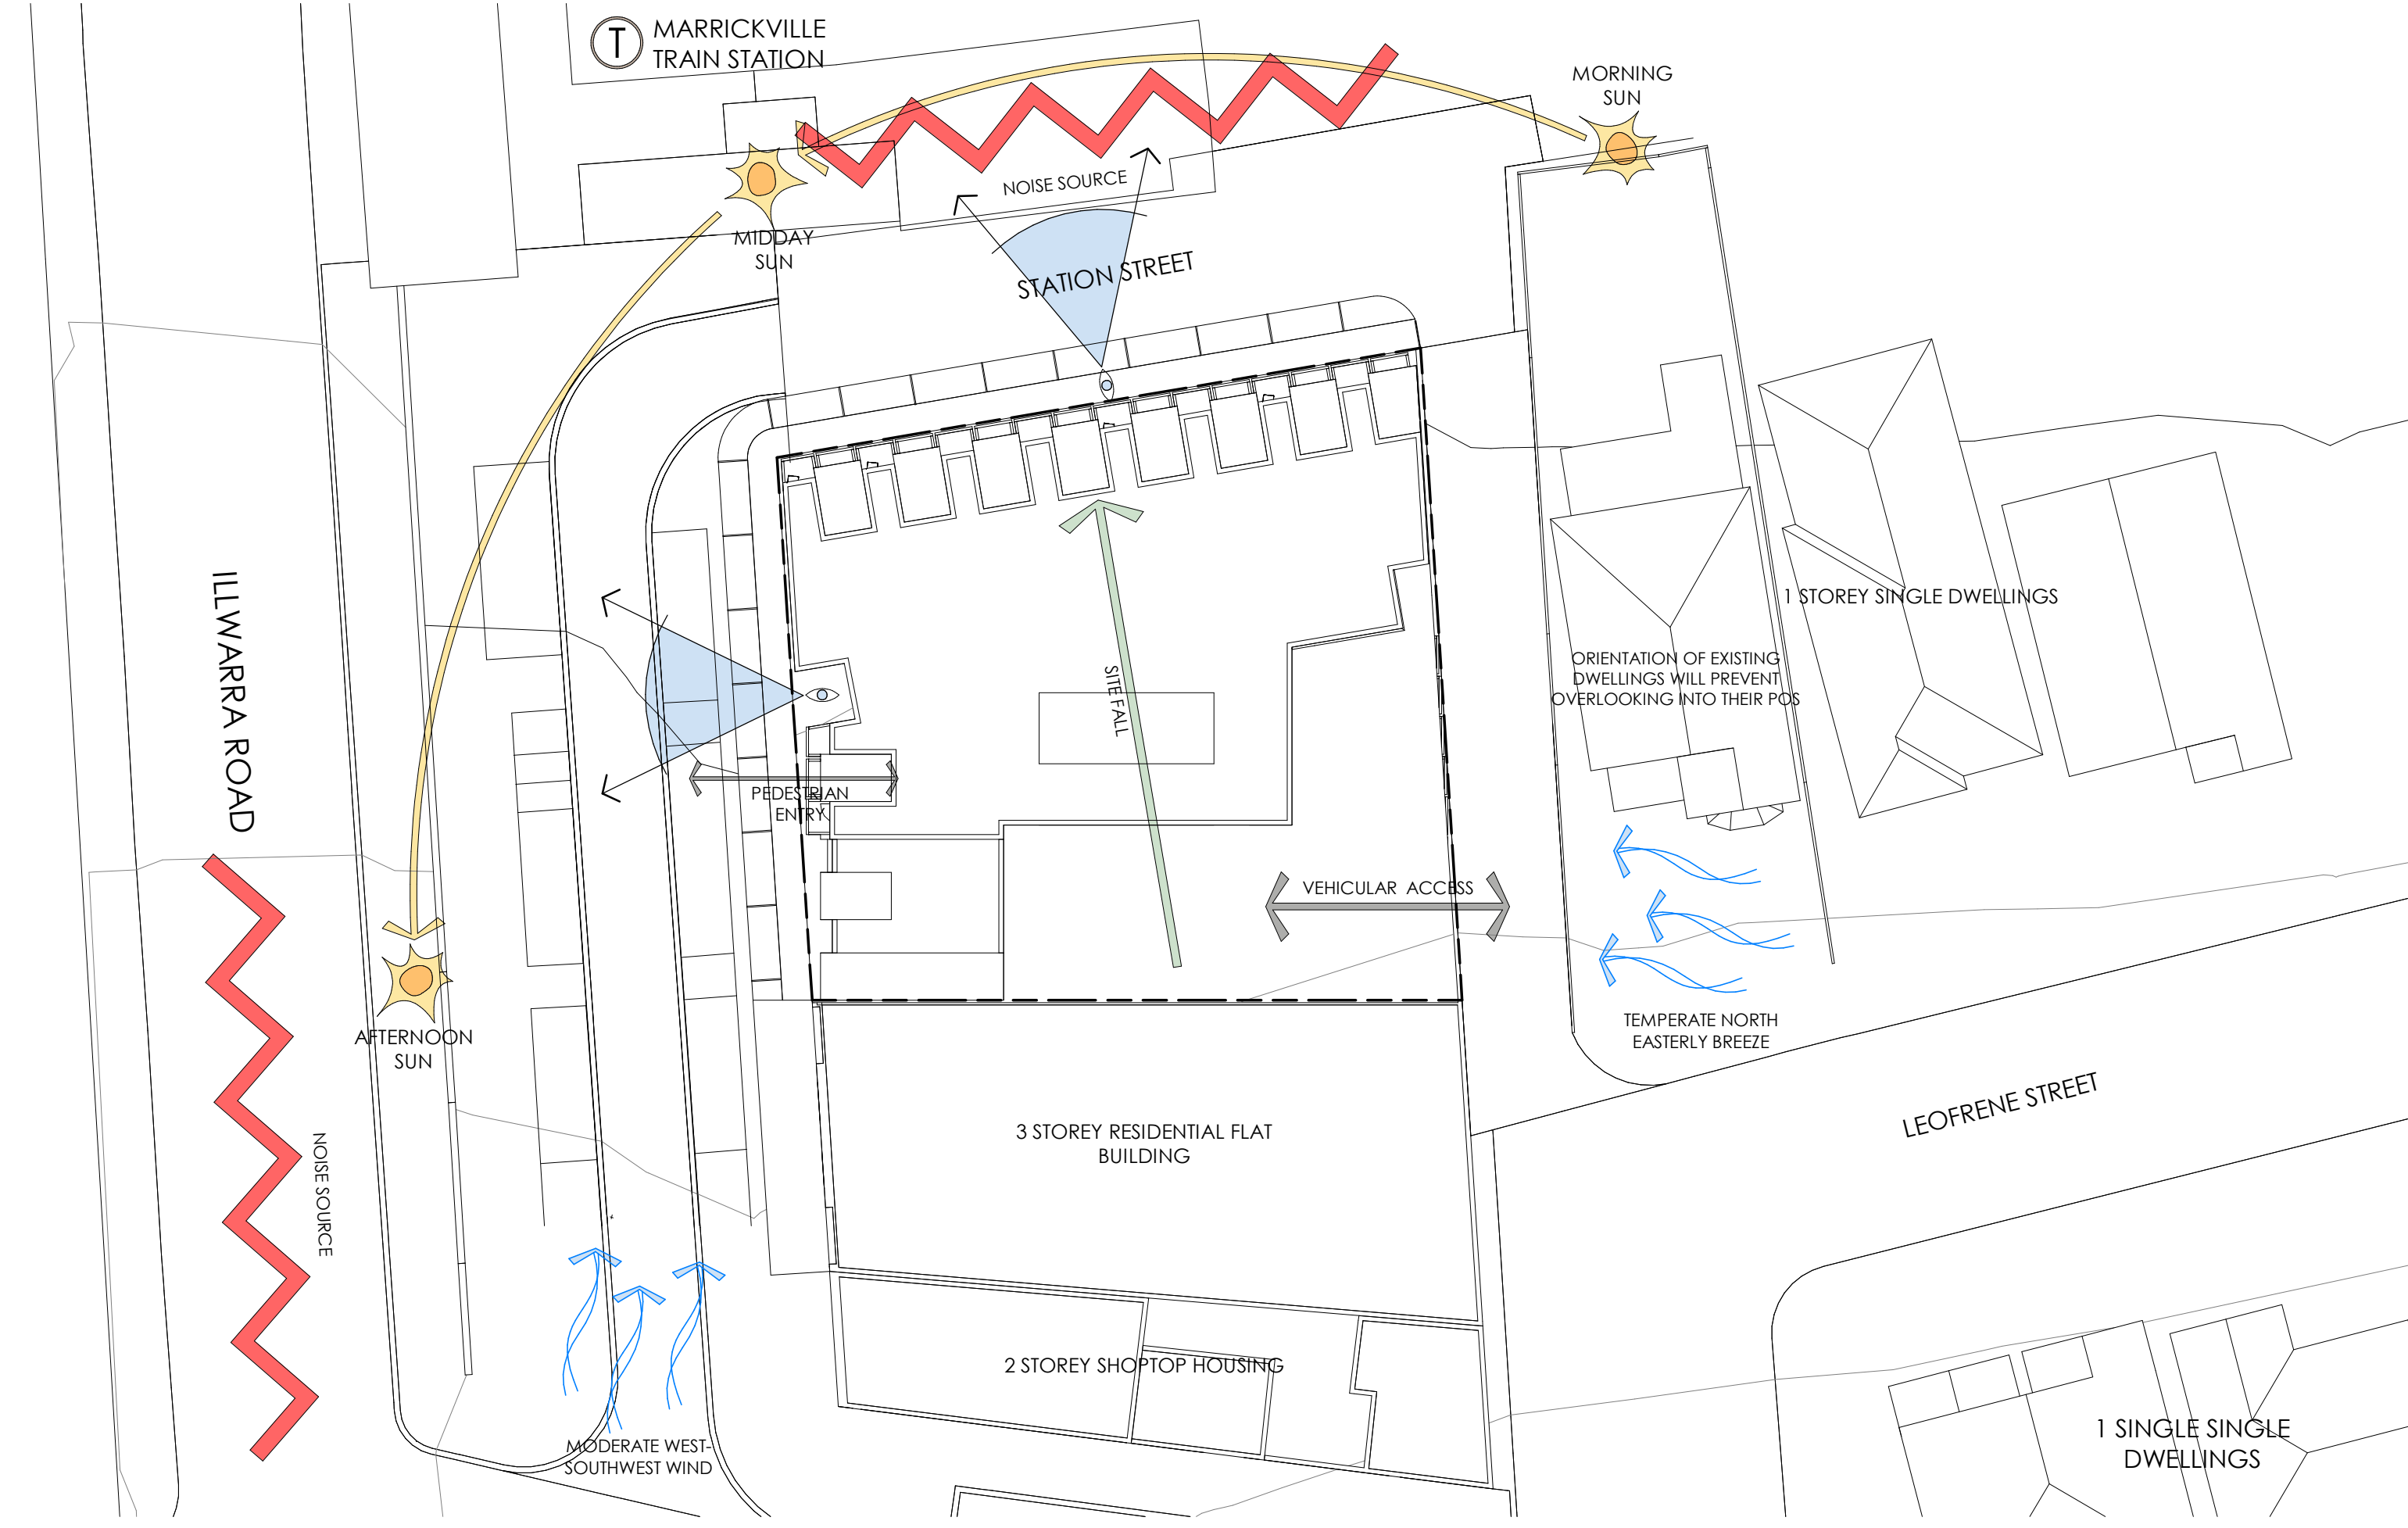 T
MARRICKVILLE
TRAIN STATION
MORNING
SUN
NOISE SOURCE
MIDDAY
SUN
STATION STREET
ILLWARRA ROAD
1 STOREY SINGLE DWELLINGS
ORIENTATION OF EXISTING
DWELLINGS WILL PREVENT
OVERLOOKING INTO THEIR POS
SITE FALL
PEDESTRIAN
ENTRY
VEHICULAR ACCESS
AFTERNOON
SUN
TEMPERATE NORTH
EASTERLY BREEZE
LEOFRENE STREET
3 STOREY RESIDENTIAL FLAT
BUILDING
NOISE SOURCE
2 STOREY SHOPTOP HOUSING
MODERATE WEST-
SOUTHWEST WIND
1 SINGLE SINGLE
DWELLINGS